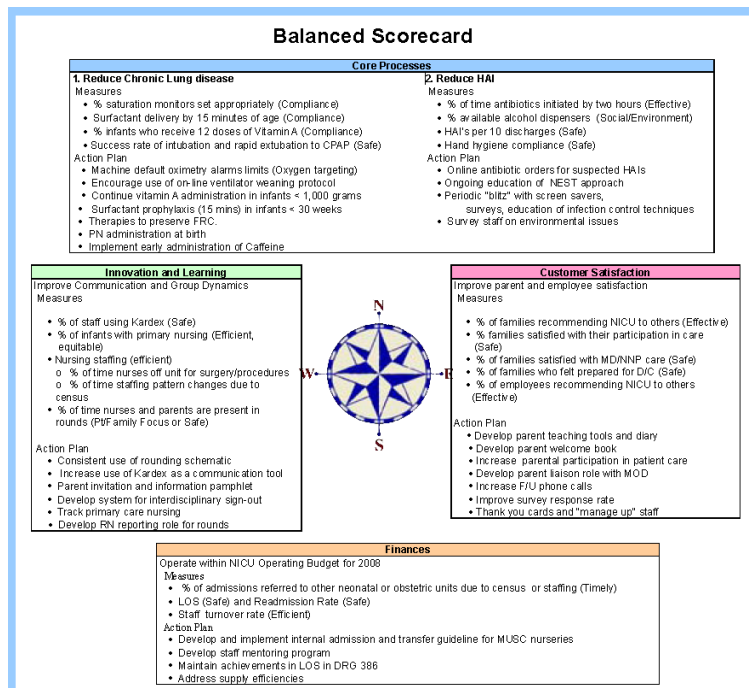 Balanced Scorecard
Core Processes
1. Reduce Chronic Lung disease
Measures
• % saturation monitors set appropriately (Compliance)
• Surfactant delivery by 15 minutes of age (Compliance)
• % infants who receive 12 doses of Vitamin A (Compliance)
• Success rate of intubation and rapid extubation to CPAP (Safe)
Action Plan
• Machine default oximetry alarms limits (Oxygen targeting)
• Encourage use of on-line ventilator weaning protocol
• Continue vitamin A administration in infants < 1,000 grams
• Surfactant prophylaxis (15 mins) in infants < 30 weeks
• Therapies to preserve FRC.
• PN administration at birth
• Implement early administration of Caffeine
2. Reduce HAI
Measures
• % of time antibiotics initiated by two hours (Effective)
• % available alcohol dispensers (Social/Environment)
• HAI's per 10 discharges (Safe)
• Hand hygiene compliance (Safe)
Action Plan
• Online antibiotic orders for suspected HAIs
• Ongoing education of NEST approach
• Periodic "blitz" with screen savers,
surveys, education of infection control techniques
• Survey staff on environmental issues
Innovation and Learning
Improve Communication and Group Dynamics
Measures
• % of staff using Kardex (Safe)
• % of infants with primary nursing (Efficient,
equitable)
• Nursing staffing (efficient)
o % of time nurses off unit for surgery/procedures
o % of time staffing pattern changes due to
census
• % of time nurses and parents are present in
rounds (Pt/Family Focus or Safe)
Action Plan
• Consistent use of rounding schematic
• Increase use of Kardex as a communication tool
• Parent invitation and information pamphlet
• Develop system for interdisciplinary sign-out
• Track primary care nursing
• Develop RN reporting role for rounds
N
W
E
S
Customer Satisfaction
Improve parent and employee satisfaction
Measures
• % of families recommending NICU to others (Effective)
• % families satisfied with their participation in care
(Safe)
• % of families satisfied with MD/NNP care (Safe)
• % of families who felt prepared for D/C (Safe)
• % of employees recommending NICU to others
(Effective)
Action Plan
• Develop parent teaching tools and diary
• Develop parent welcome book
• Increase parental participation in patient care
• Develop parent liaison role with MOD
• Increase F/U phone calls
• Improve survey response rate
• Thank you cards and "manage up" staff
Finances
Operate within NICU Operating Budget for 2008
Measures
• % of admissions referred to other neonatal or obstetric units due to census or staffing (Timely)
• LOS (Safe) and Readmission Rate (Safe)
• Staff turnover rate (Efficient)
Action Plan
• Develop and implement internal admission and transfer guideline for MUSC nurseries
• Develop staff mentoring program
• Maintain achievements in LOS in DRG 386
• Address supply efficiencies